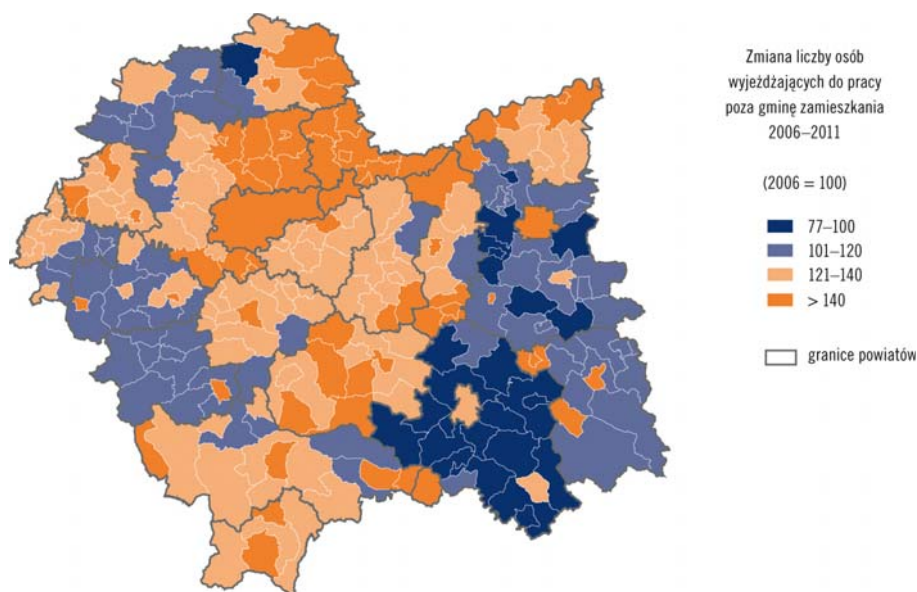 Zmiana liczby osób
wyjeżdżających do pracy
poza gminę zamieszkania
2006–2011
(2006 = 100)
77–100
101–120
121–140
> 140
granice powiatów